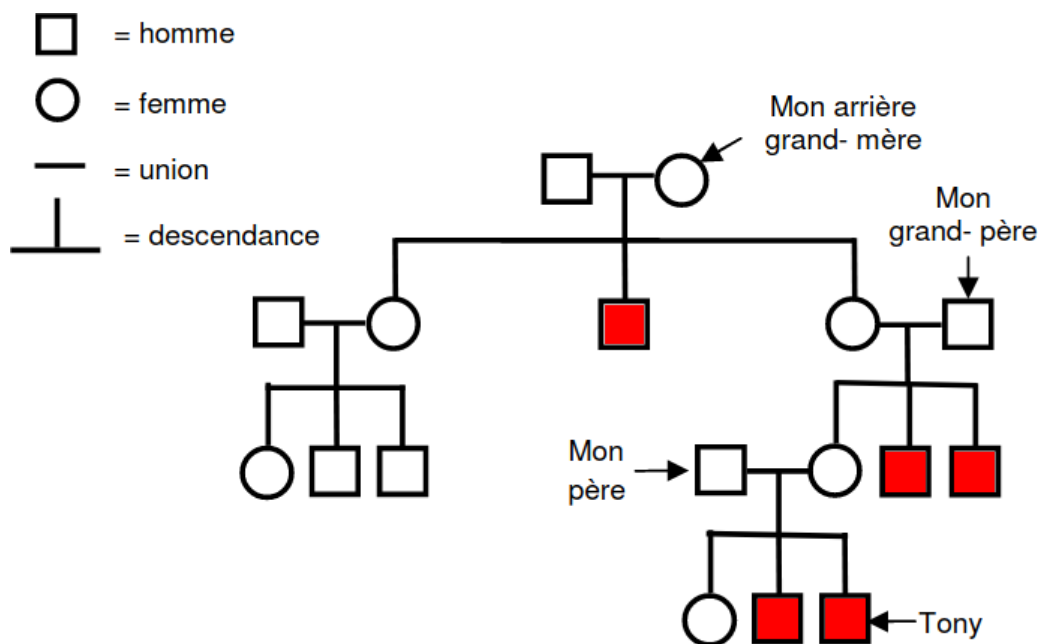 = homme
= femme
= union
= descendance
Mon arrière
grand- mère
Mon
grand- père
Mon
père
Tony